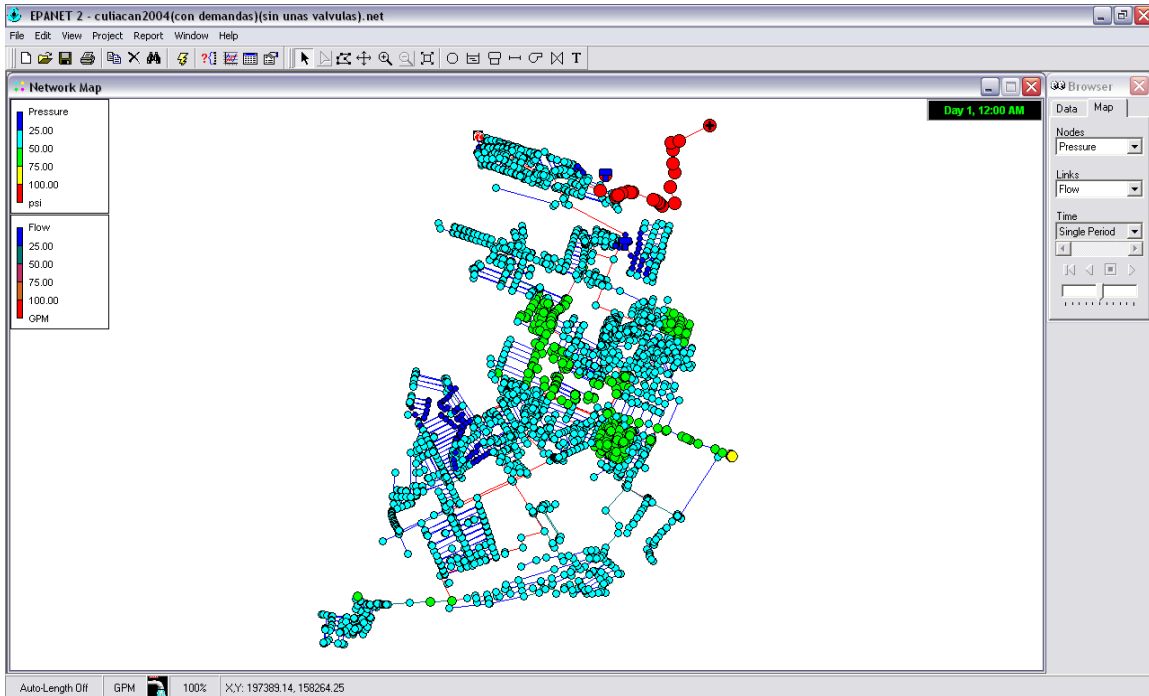 EPANET 2 - culiacan2004(con demandas)(sin unas valvulas).net
File Edit View Project Report Window Help
T
Network Map
Browser
Pressure
25.00
50.00
75.00
100.00
psi
Flow
25.00
50.00
75.00
100.00
GPM
Day 1, 12:00 AM
Data Map
Nodes
Pressure
Links
Flow
Time
Single Period
Auto-Length Off GPM 100% X,Y: 197389.14, 158264.25